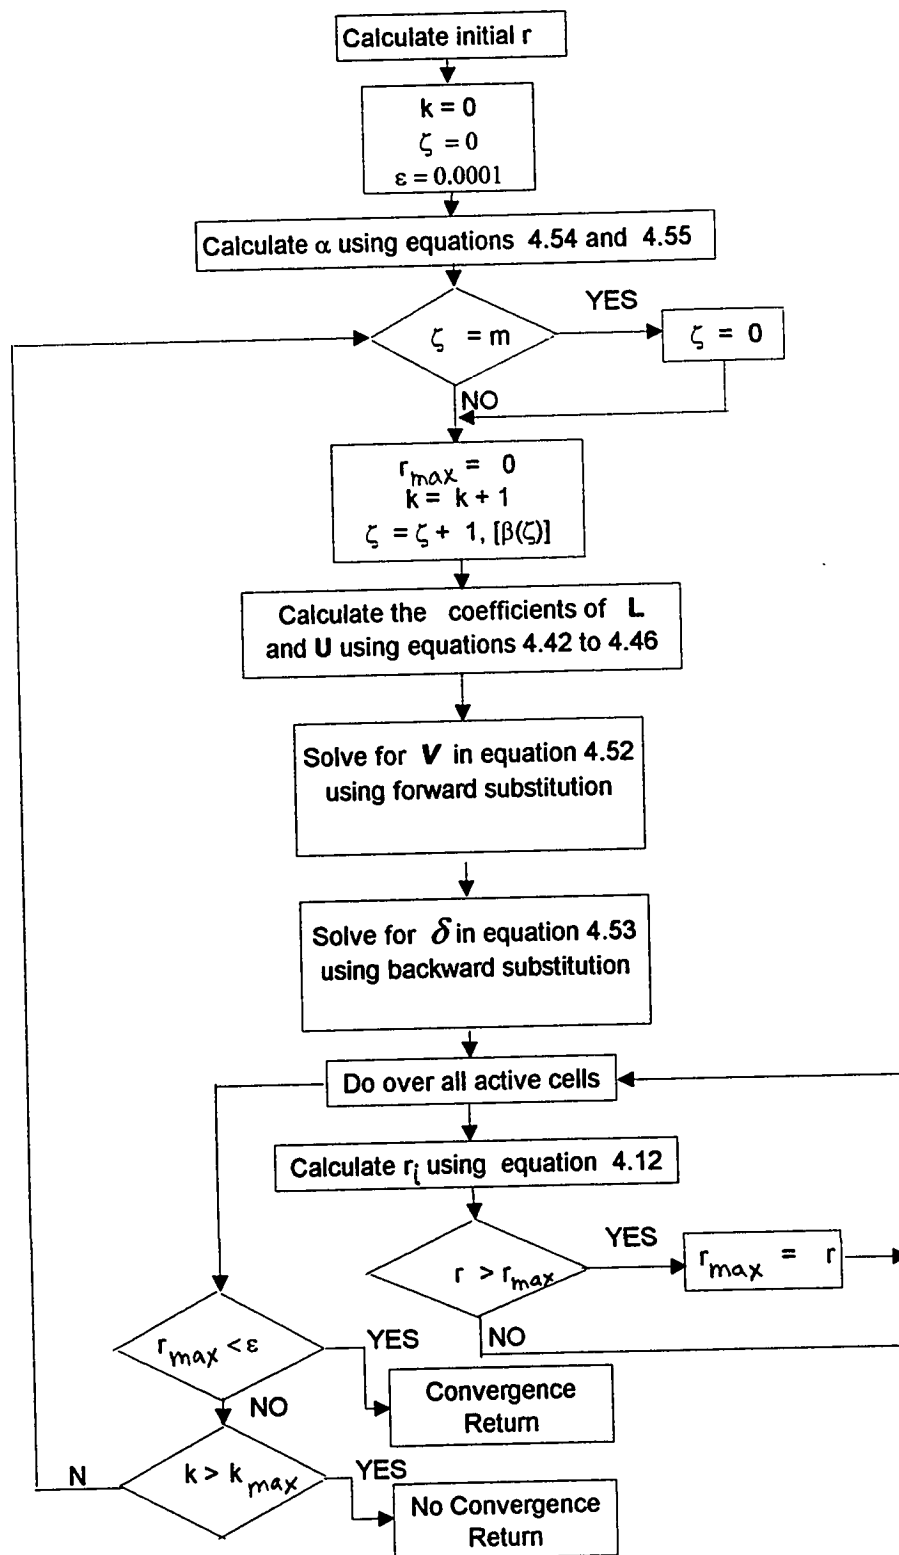 Calculate initial r
k = 0
ζ = 0
ε = 0.0001
Calculate α using equations 4.54 and 4.55
YES
ζ = m
ζ = 0
NO
r_max = 0
k = k + 1
ζ = ζ + 1, [β(ζ)]
Calculate the coefficients of L
and U using equations 4.42 to 4.46
Solve for V in equation 4.52
using forward substitution
Solve for δ in equation 4.53
using backward substitution
Do over all active cells
Calculate r_i using equation 4.12
YES
r > r_max
r_max = r
NO
r_max < ε
YES
Convergence
Return
NO
N
k > k_max
YES
No Convergence
Return